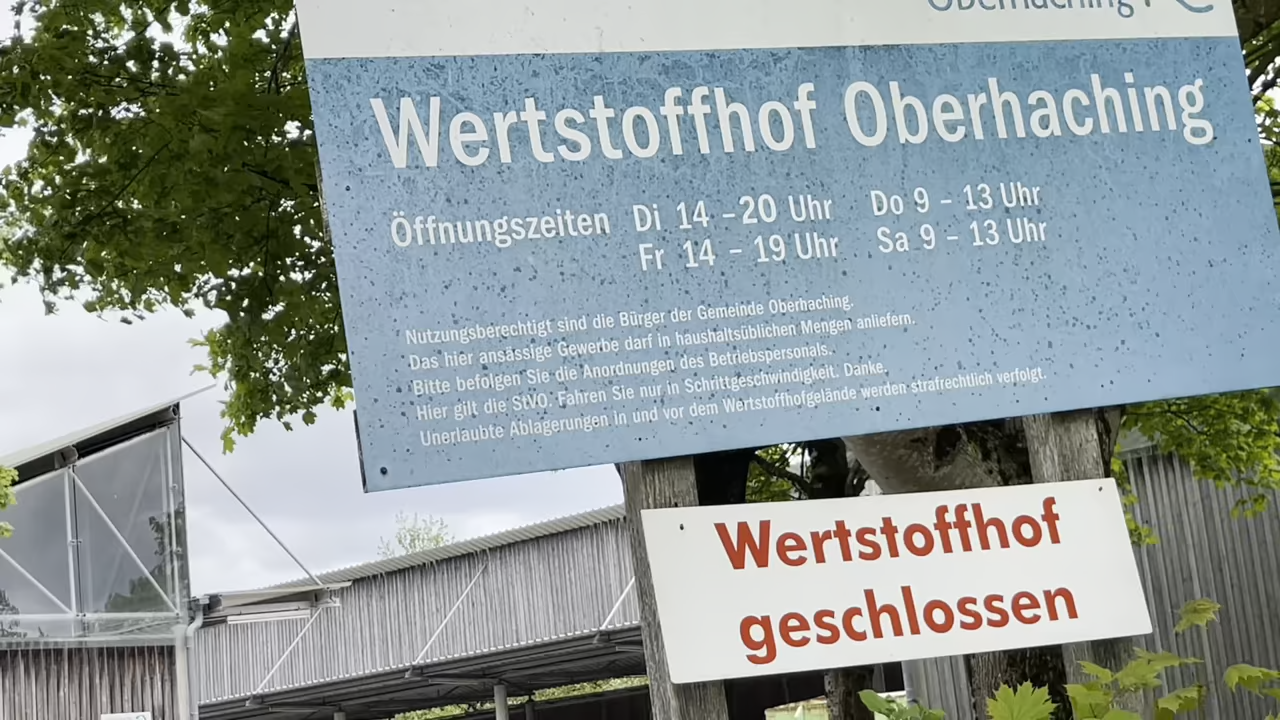 Oberhaching
Wertstoffhof Oberhaching
Öffnungszeiten Di 14 - 20 Uhr Do 9 - 13 Uhr
Fr 14 - 19 Uhr Sa 9 - 13 Uhr
Nutzungsberechtigt sind die Bürger der Gemeinde Oberhaching.
Das hier ansässige Gewerbe darf in haushaltsüblichen Mengen anliefern.
Bitte befolgen Sie die Anordnungen des Betriebspersonals.
Hier gilt die StVO. Fahren Sie nur in Schrittgeschwindigkeit. Danke.
Unerlaubte Ablagerungen in und vor dem Wertstoffhofgelände werden strafrechtlich verfolgt.
Wertstoffhof
geschlossen